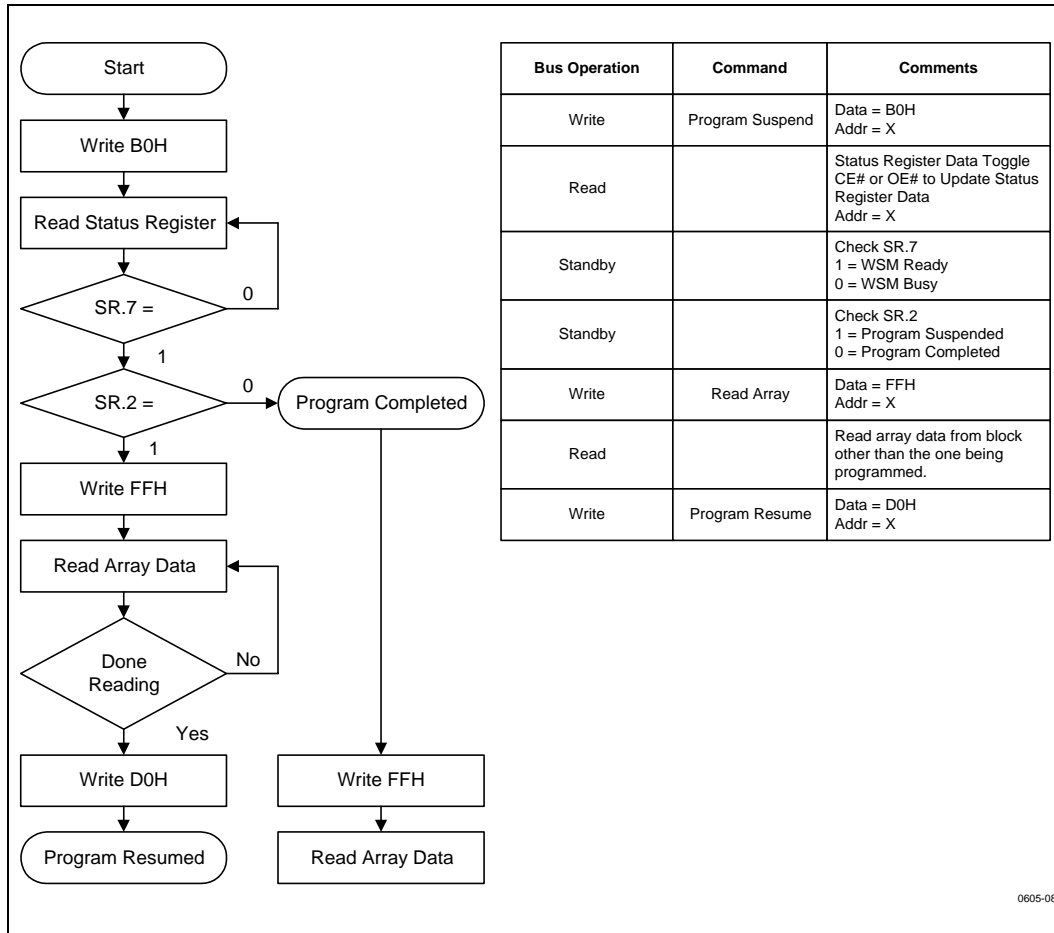 Start
Write B0H
Read Status Register
SR.7 =
0
1
SR.2 =
0
Program Completed
1
Write FFH
Read Array Data
Done
Reading
No
Yes
Write D0H
Program Resumed
Write FFH
Read Array Data
Bus Operation Command Comments
Write Program Suspend Data = B0H
Addr = X
Read Status Register Data Toggle
CE# or OE# to Update Status
Register Data
Addr = X
Standby Check SR.7
1 = WSM Ready
0 = WSM Busy
Standby Check SR.2
1 = Program Suspended
0 = Program Completed
Write Read Array Data = FFH
Addr = X
Read Read array data from block
other than the one being
programmed.
Write Program Resume Data = D0H
Addr = X
0605-08